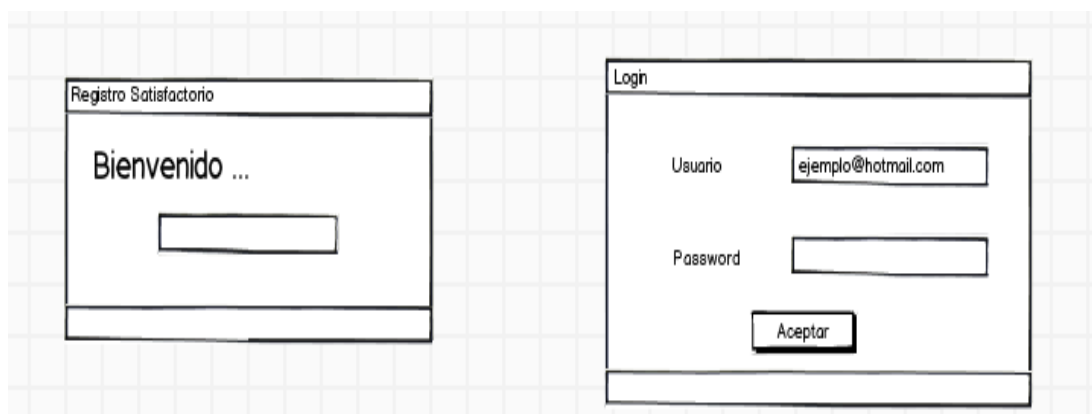 Registro Satisfactorio
Bienvenido ...
Login
Usuario
ejemplo@hotmail.com
Password
Aceptar